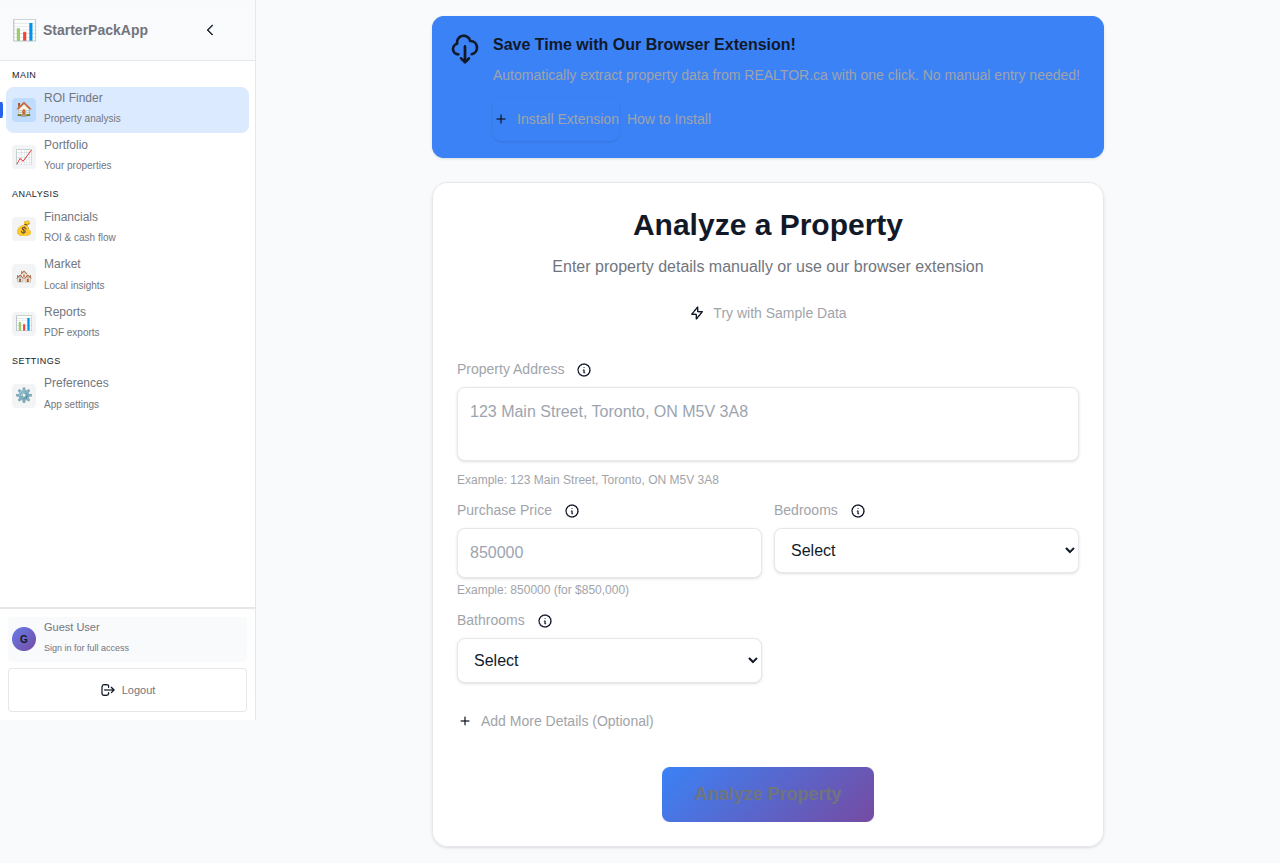 StarterPackApp
MAIN
ROI Finder
Property analysis
Portfolio
Your properties
ANALYSIS
Financials
ROI & cash flow
Market
Local insights
Reports
PDF exports
SETTINGS
Preferences
App settings
G
Guest User
Sign in for full access
Logout
Save Time with Our Browser Extension!
Automatically extract property data from REALTOR.ca with one click. No manual entry needed!
Install Extension
How to Install
Analyze a Property
Enter property details manually or use our browser extension
Try with Sample Data
Property Address
123 Main Street, Toronto, ON M5V 3A8
Example: 123 Main Street, Toronto, ON M5V 3A8
Purchase Price
850000
Example: 850000 (for $850,000)
Bedrooms
Select
Bathrooms
Select
Add More Details (Optional)
Analyze Property